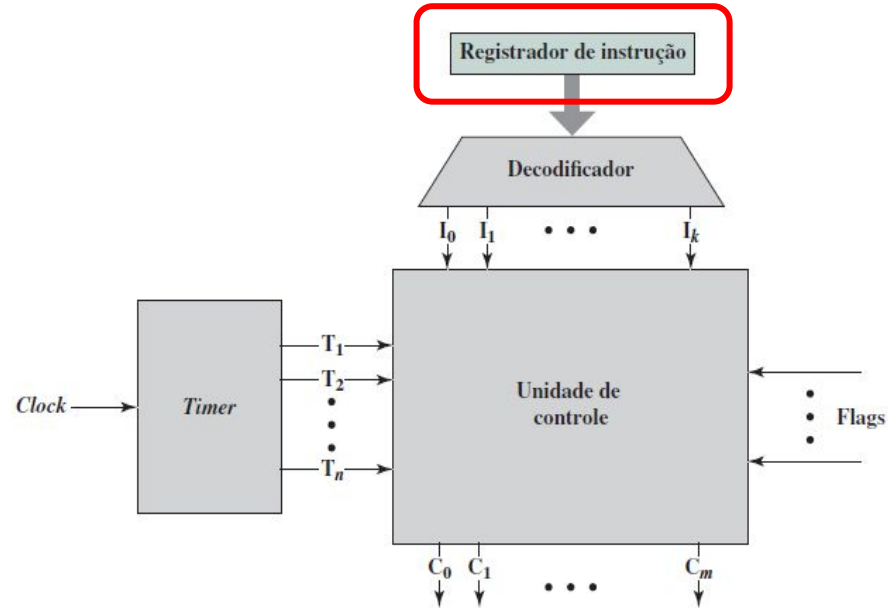 Registrador de instrução
Decodificador
I0 I1 • • • Ik
T1
T2
Tn
Clock
Timer
Unidade de
controle
Flags
C0 C1 • • • Cm